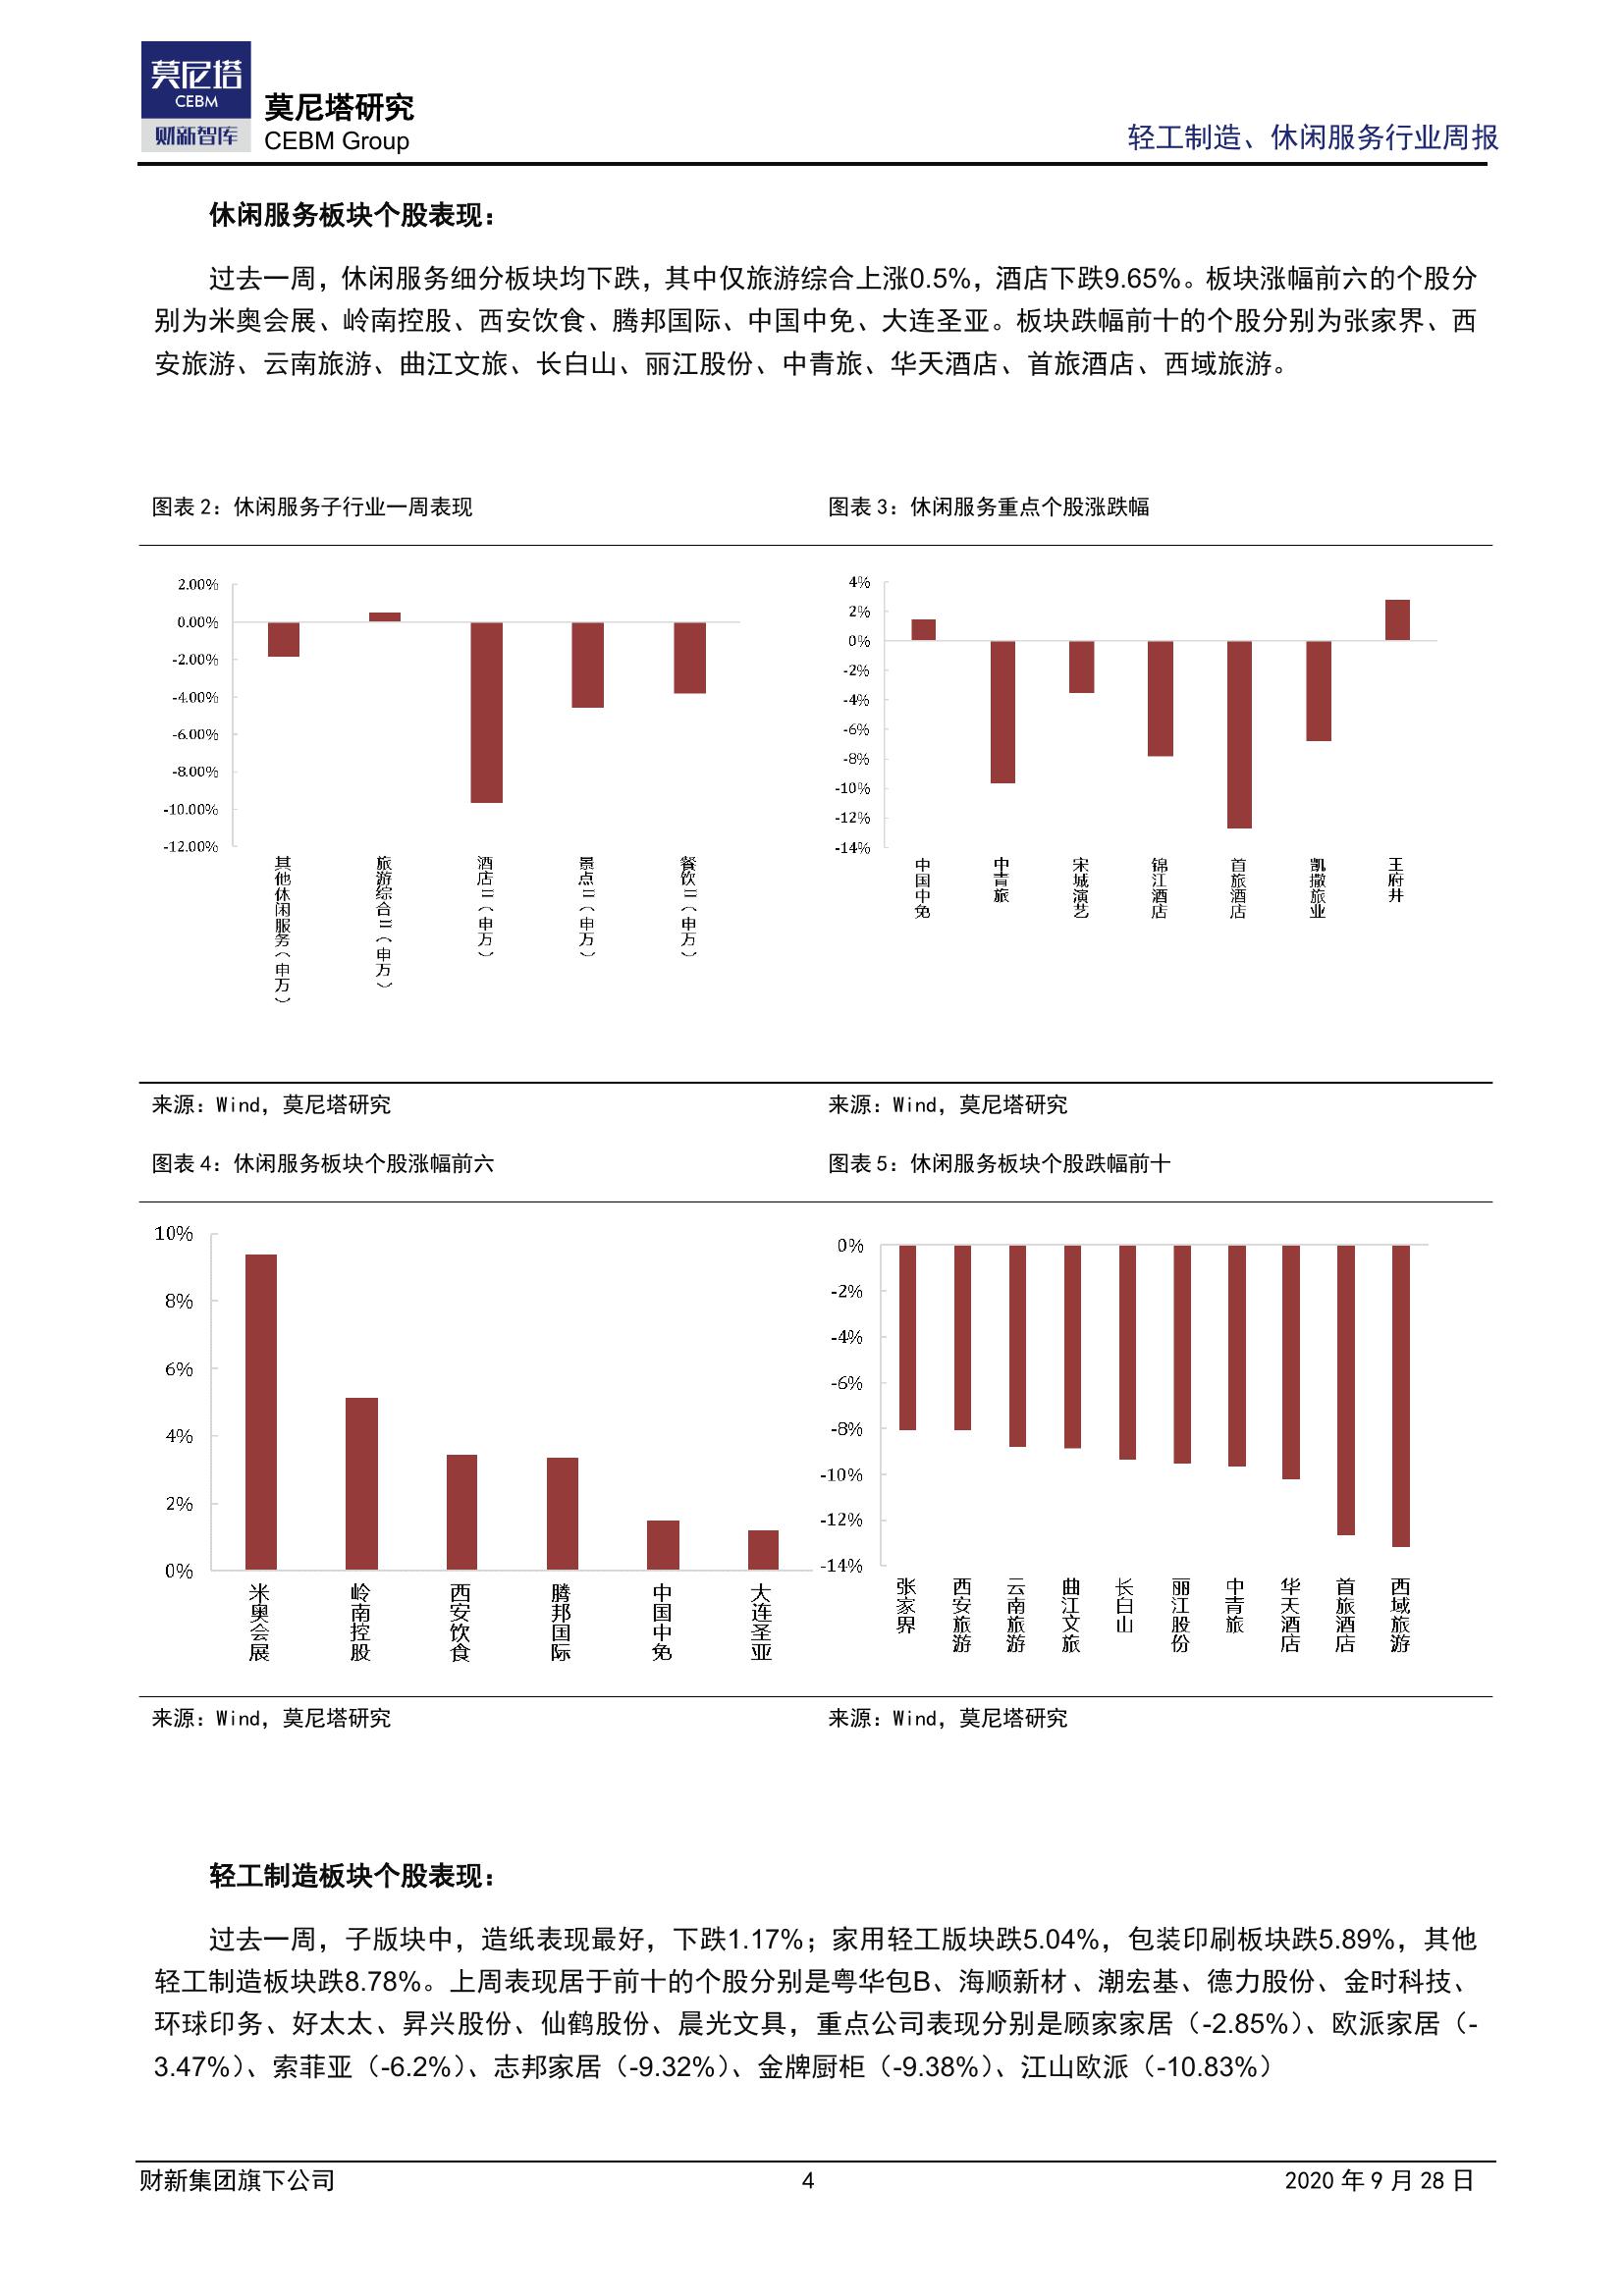 莫尼塔
CEBM
财新智库
莫尼塔研究
CEBM Group
轻工制造、休闲服务行业周报
休闲服务板块个股表现：
过去一周，休闲服务细分板块均下跌，其中仅旅游综合上涨0.5%，酒店下跌9.65%。板块涨幅前六的个股分
别为米奥会展、岭南控股、西安饮食、腾邦国际、中国中免、大连圣亚。板块跌幅前十的个股分别为张家界、西
安旅游、云南旅游、曲江文旅、长白山、丽江股份、中青旅、华天酒店、首旅酒店、西域旅游。
图表 2：休闲服务子行业一周表现
2.00%
0.00%
-2.00%
-4.00%
-6.00%
-8.00%
-10.00%
-12.00%
其他休闲服务（申万）
旅游综合Ⅱ（申万）
酒店Ⅱ（申万）
景点Ⅱ（申万）
餐饮Ⅱ（申万）
来源：Wind，莫尼塔研究
图表 3：休闲服务重点个股涨跌幅
4%
2%
0%
-2%
-4%
-6%
-8%
-10%
-12%
-14%
中国中免
中青旅
宋城演艺
锦江酒店
首旅酒店
凯撒旅业
王府井
来源：Wind，莫尼塔研究
图表 4：休闲服务板块个股涨幅前六
10%
8%
6%
4%
2%
0%
米奥会展
岭南控股
西安饮食
腾邦国际
中国中免
大连圣亚
来源：Wind，莫尼塔研究
图表 5：休闲服务板块个股跌幅前十
0%
-2%
-4%
-6%
-8%
-10%
-12%
-14%
张家界
西安旅游
云南旅游
曲江文旅
长白山
丽江股份
中青旅
华天酒店
首旅酒店
西域旅游
来源：Wind，莫尼塔研究
轻工制造板块个股表现：
过去一周，子版块中，造纸表现最好，下跌1.17%；家用轻工版块跌5.04%，包装印刷板块跌5.89%，其他
轻工制造板块跌8.78%。上周表现居于前十的个股分别是粤华包B、海顺新材、潮宏基、德力股份、金时科技、
环球印务、好太太、昇兴股份、仙鹤股份、晨光文具，重点公司表现分别是顾家家居（-2.85%）、欧派家居（-
3.47%）、索菲亚（-6.2%）、志邦家居（-9.32%）、金牌厨柜（-9.38%）、江山欧派（-10.83%）
财新集团旗下公司
4
2020 年 9 月 28 日